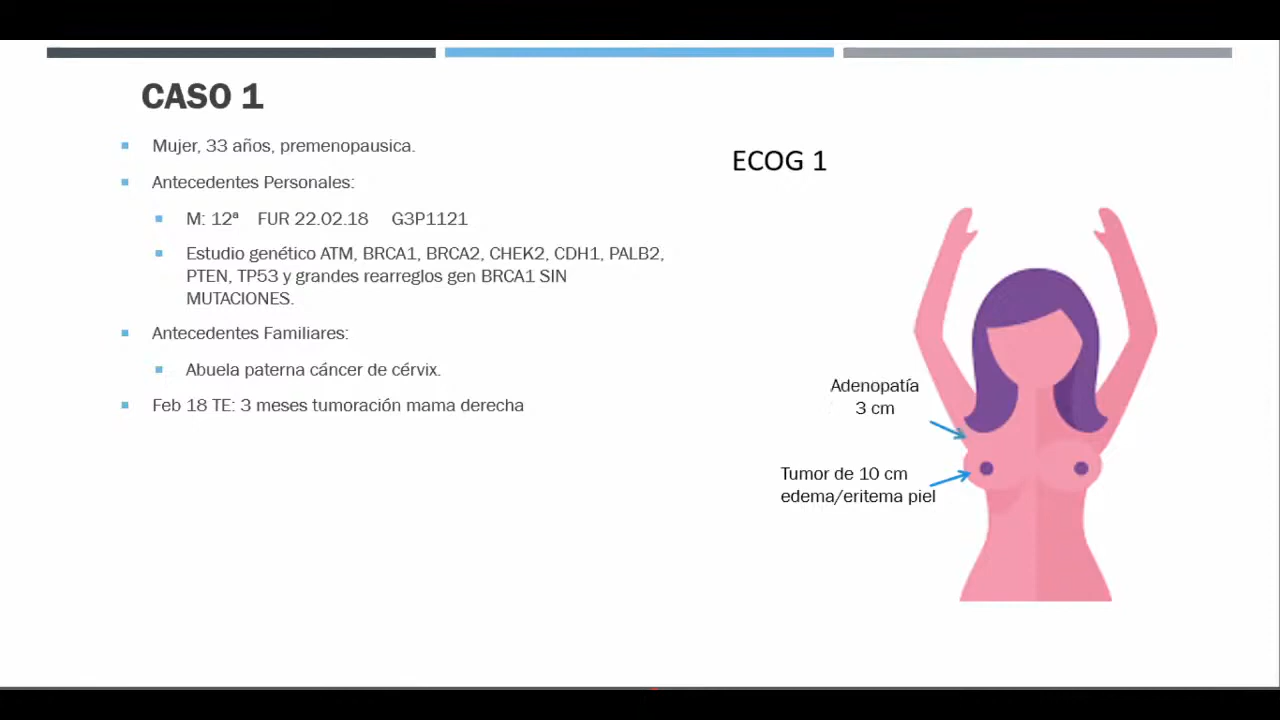 CASO 1
Mujer, 33 años, premenopausica.
Antecedentes Personales:
M: 12ª FUR 22.02.18 G3P1121
Estudio genético ATM, BRCA1, BRCA2, CHEK2, CDH1, PALB2,
PTEN, TP53 y grandes rearreglos gen BRCA1 SIN
MUTACIONES.
Antecedentes Familiares:
Abuela paterna cáncer de cérvix.
Feb 18 TE: 3 meses tumoración mama derecha
ECOG 1
Adenopatía
3 cm
Tumor de 10 cm
edema/eritema piel